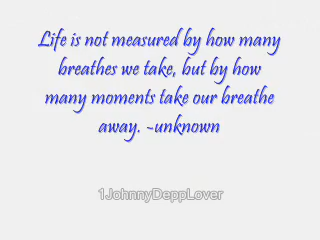 Life is not measured by how many
breathes we take, but by how
many moments take our breathe
away. ~unknown
1JohnnyDeppLover